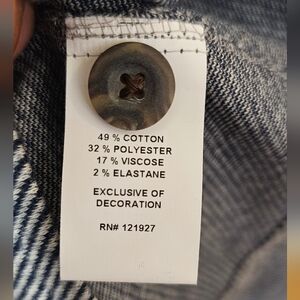 49 % COTTON
32 % POLYESTER
17 % VISCOSE
2 % ELASTANE
EXCLUSIVE OF
DECORATION
RN# 121927